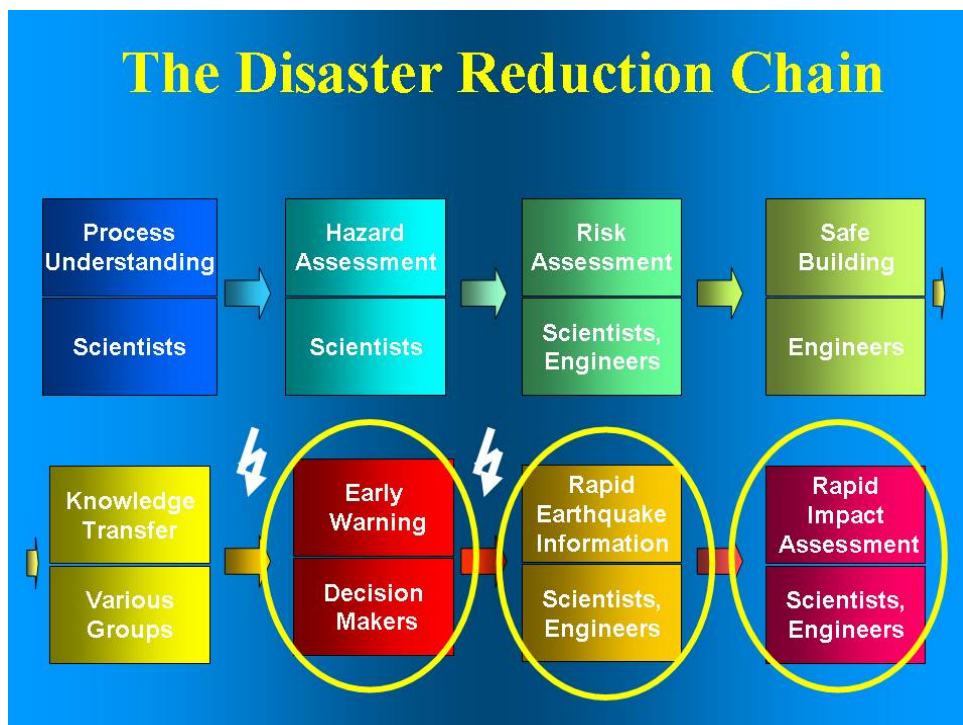 The Disaster Reduction Chain
Process
Understanding
Scientists
Hazard
Assessment
Scientists
Risk
Assessment
Scientists,
Engineers
Safe
Building
Engineers
Knowledge
Transfer
Various
Groups
Early
Warning
Decision
Makers
Rapid
Earthquake
Information
Scientists,
Engineers
Rapid
Impact
Assessment
Scientists,
Engineers